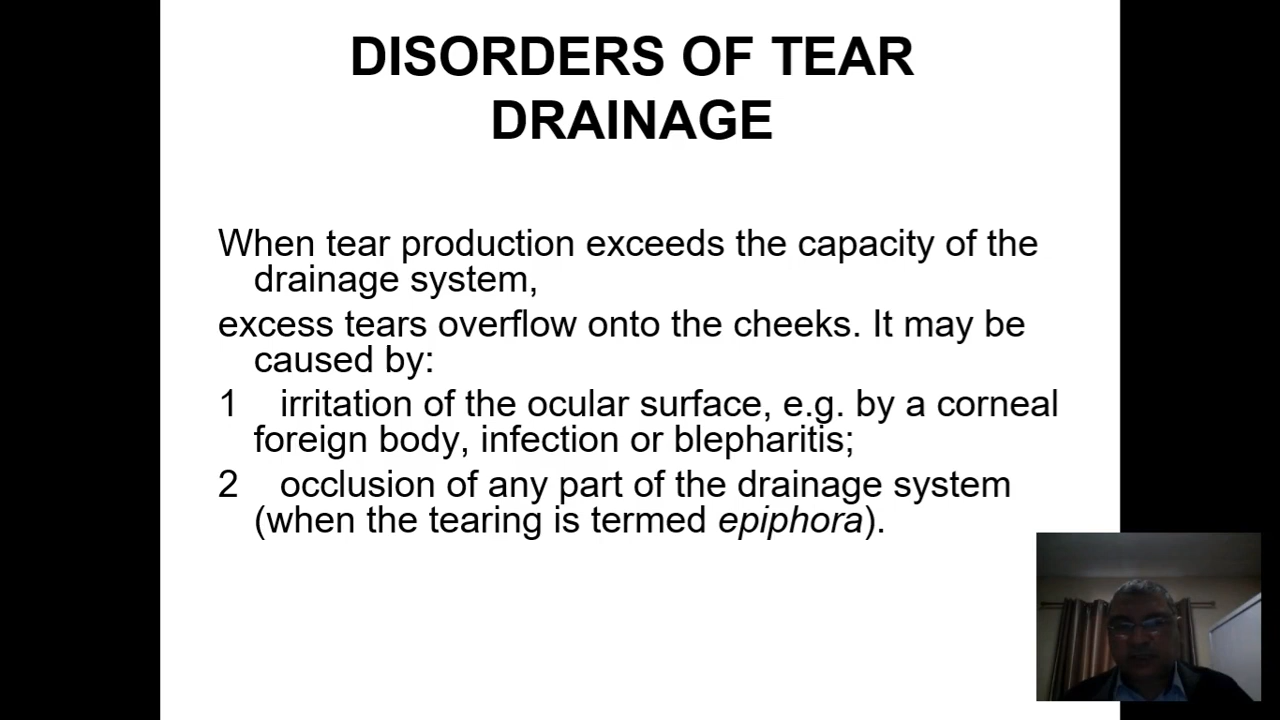 DISORDERS OF TEAR
DRAINAGE
When tear production exceeds the capacity of the
drainage system,
excess tears overflow onto the cheeks. It may be
caused by:
1 irritation of the ocular surface, e.g. by a corneal
foreign body, infection or blepharitis;
2 occlusion of any part of the drainage system
(when the tearing is termed epiphora).